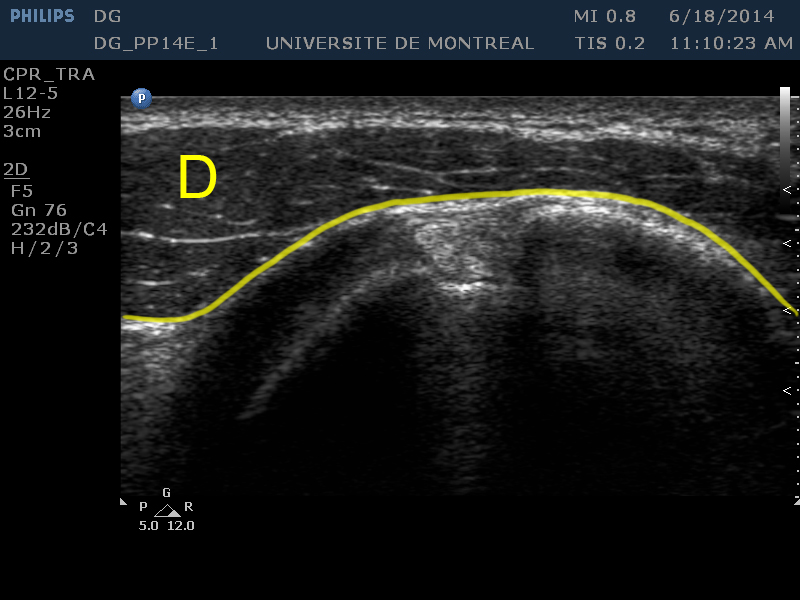 PHILIPS DG MI 0.8 6/18/2014
DG_PP14E_1 UNIVERSITE DE MONTREAL TIS 0.2 11:10:23 AM
CPR_TRA
L12-5
26Hz
3cm
2D
F5
Gn 76
232dB/C4
H/2/3
P
D
G
P R
5.0 12.0